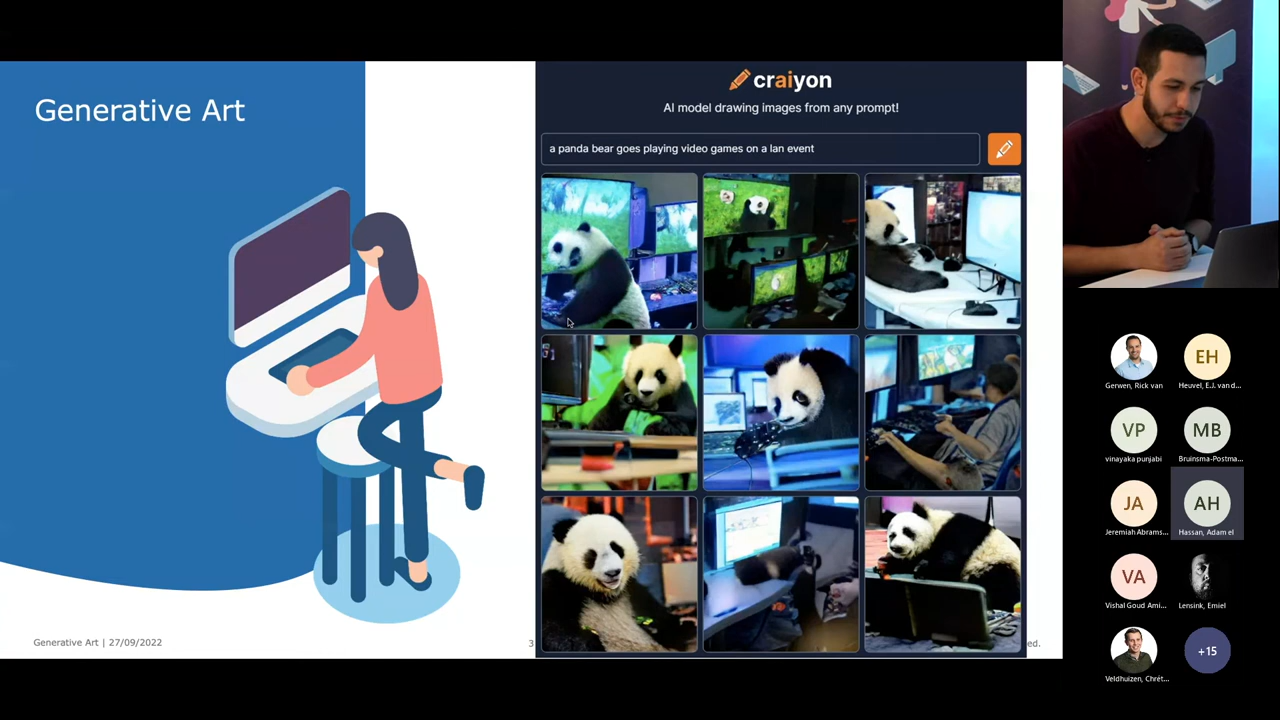 Generative Art
craiyon
AI model drawing images from any prompt!
a panda bear goes playing video games on a lan event
Generative Art | 27/09/2022
3
ed.
Gerwen, Rick van
EH
Heuvel, E.J. van d...
VP
vinayaka punjabi
MB
Bruinsma-Postma...
JA
Jeremiah Abrams...
AH
Hassan, Adam el
VA
Vishal Goud Ami...
Lensink, Emiel
Veldhuizen, Chrét...
+15